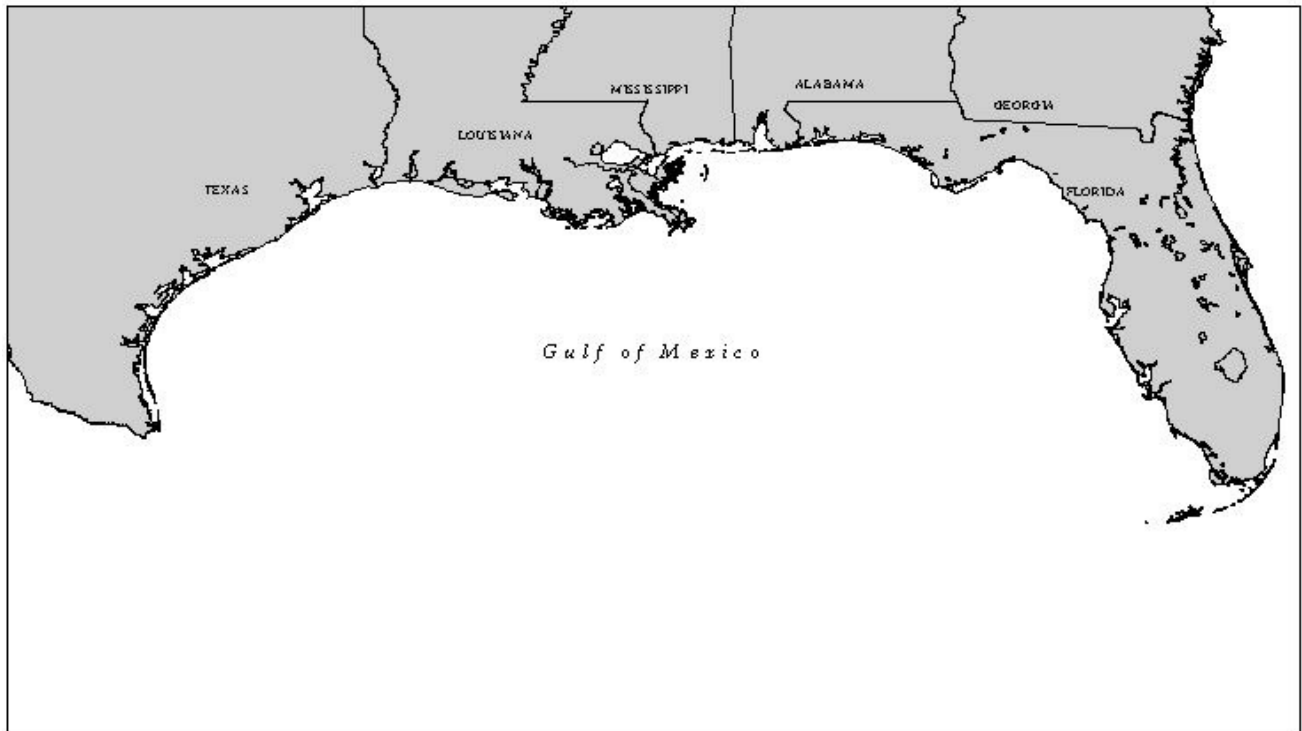 MISSISSIPPI
ALABAMA
GEORGIA
LOUISIANA
TEXAS
FLORIDA
Gulf of Mexico